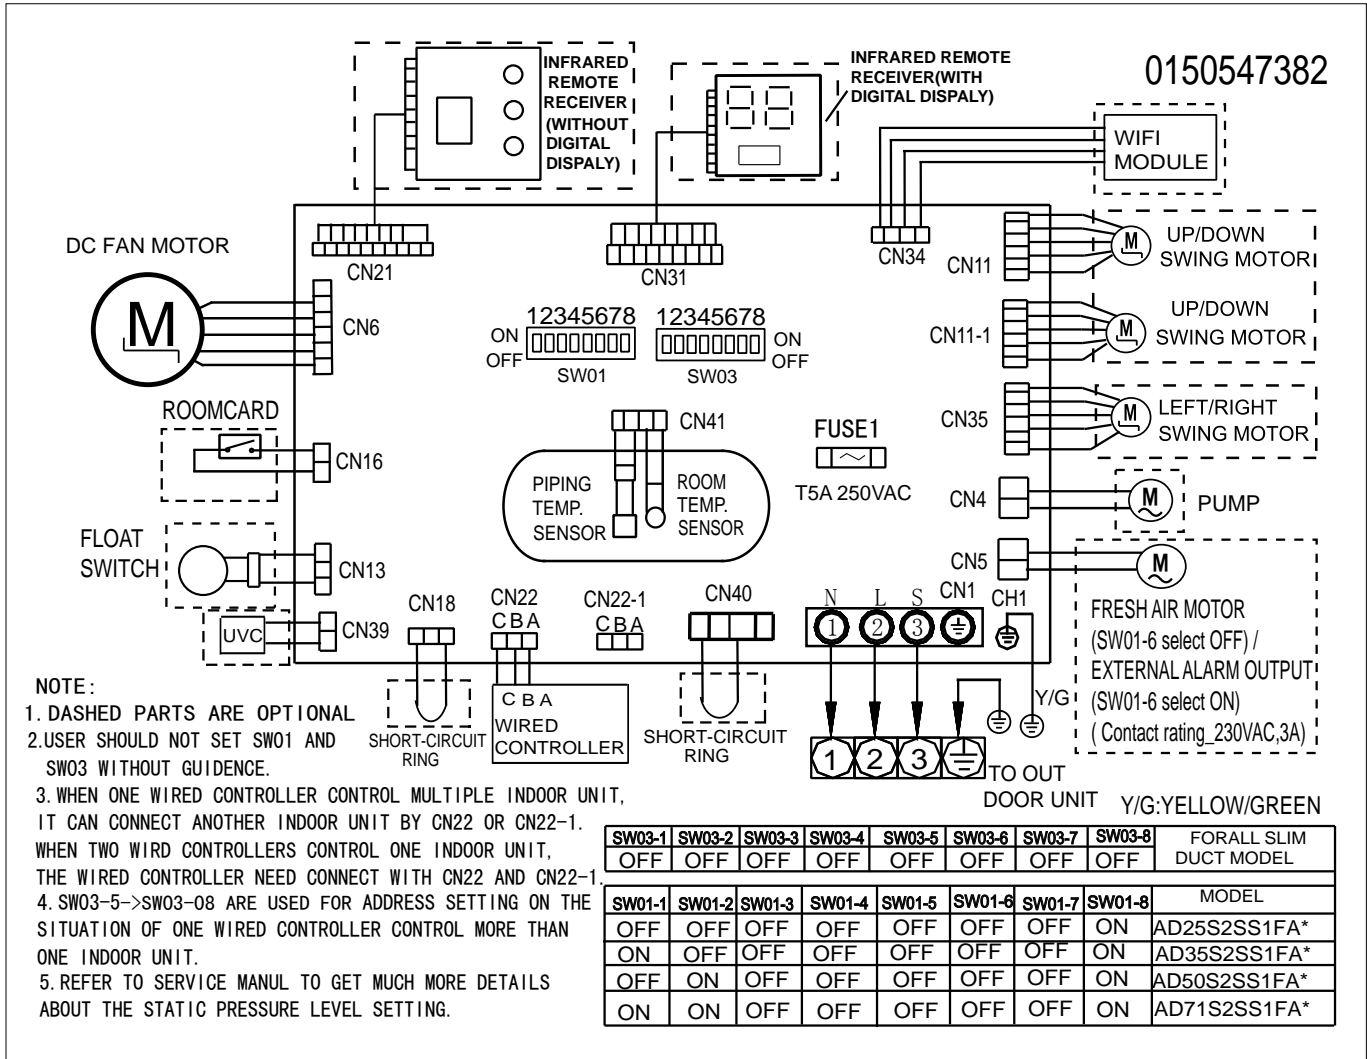 0150547382
INFRARED
REMOTE
RECEIVER
(WITHOUT
DIGITAL
DISPALY)
INFRARED REMOTE
RECEIVER(WITH
DIGITAL DISPALY)
WIFI
MODULE
DC FAN MOTOR
M
CN21
CN31
CN34
CN6
CN11
M
UP/DOWN
SWING MOTOR
CN11-1
M
UP/DOWN
SWING MOTOR
12345678
ON
OFF
SW01
12345678
ON
OFF
SW03
ROOMCARD
CN16
CN41
PIPING
TEMP.
SENSOR
ROOM
TEMP.
SENSOR
FUSE1
T5A 250VAC
CN35
M
LEFT/RIGHT
SWING MOTOR
CN4
M
PUMP
FLOAT
SWITCH
CN13
CN5
M
FRESH AIR MOTOR
(SW01-6 select OFF) /
EXTERNAL ALARM OUTPUT
(SW01-6 select ON)
( Contact rating_230VAC,3A)
UVC
CN39
CN18
SHORT-CIRCUIT
RING
CN22
C B A
C B A
WIRED
CONTROLLER
CN22-1
C B A
CN40
SHORT-CIRCUIT
RING
N L S CN1
1 2 3
CH1
Y/G
1 2 3
TO OUT
DOOR UNIT
Y/G:YELLOW/GREEN
NOTE:
1. DASHED PARTS ARE OPTIONAL
2.USER SHOULD NOT SET SW01 AND
SW03 WITHOUT GUIDENCE.
3. WHEN ONE WIRED CONTROLLER CONTROL MULTIPLE INDOOR UNIT,
IT CAN CONNECT ANOTHER INDOOR UNIT BY CN22 OR CN22-1.
WHEN TWO WIRD CONTROLLERS CONTROL ONE INDOOR UNIT,
THE WIRED CONTROLLER NEED CONNECT WITH CN22 AND CN22-1.
4. SW03-5->SW03-08 ARE USED FOR ADDRESS SETTING ON THE
SITUATION OF ONE WIRED CONTROLLER CONTROL MORE THAN
ONE INDOOR UNIT.
5. REFER TO SERVICE MANUL TO GET MUCH MORE DETAILS
ABOUT THE STATIC PRESSURE LEVEL SETTING.
SW03-1 SW03-2 SW03-3 SW03-4 SW03-5 SW03-6 SW03-7 SW03-8 FORALL SLIM
OFF OFF OFF OFF OFF OFF OFF OFF DUCT MODEL
SW01-1 SW01-2 SW01-3 SW01-4 SW01-5 SW01-6 SW01-7 SW01-8 MODEL
OFF OFF OFF OFF OFF OFF OFF ON AD25S2SS1FA*
ON OFF OFF OFF OFF OFF OFF ON AD35S2SS1FA*
OFF ON OFF OFF OFF OFF OFF ON AD50S2SS1FA*
ON ON OFF OFF OFF OFF OFF ON AD71S2SS1FA*